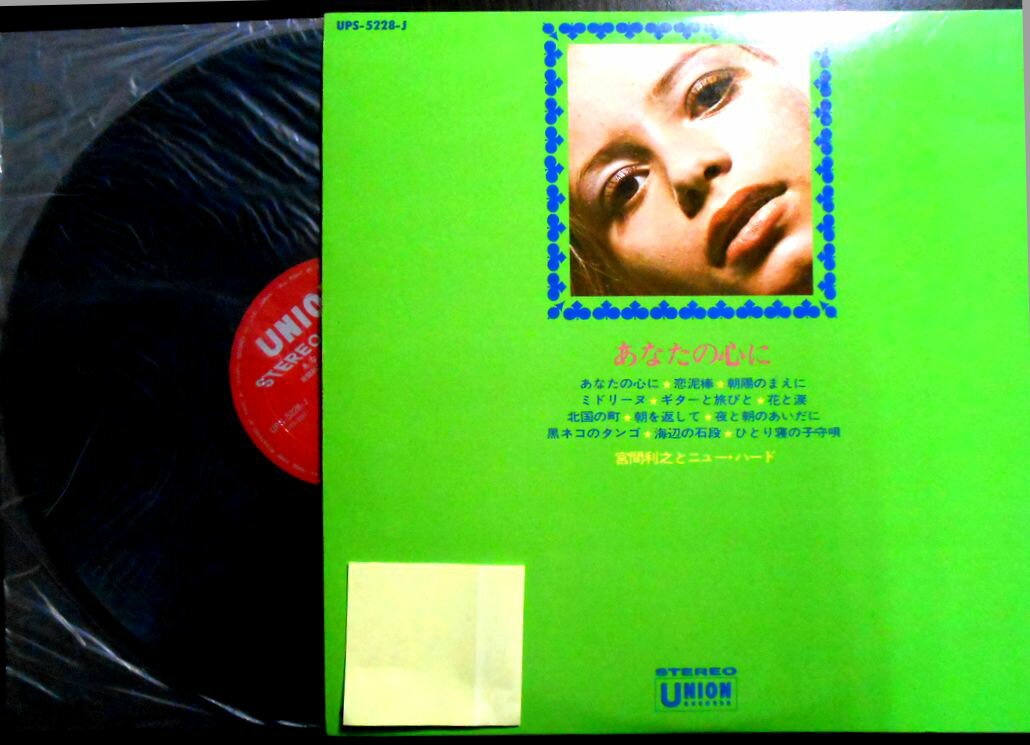 UPS-5228-J
あなたの心に
あなたの心に★恋泥棒★朝陽のまえに
ミドリーヌ★ギターと旅びと★花と涙
北国の町★朝を返して★夜と朝のあいだに
黒ネコのタンゴ★海辺の石段★ひとり寝の子守唄
宮間利之とニュー・ハード
STEREO
UNION
RECORDS
UNIO
STEREO
UPS-5228-J